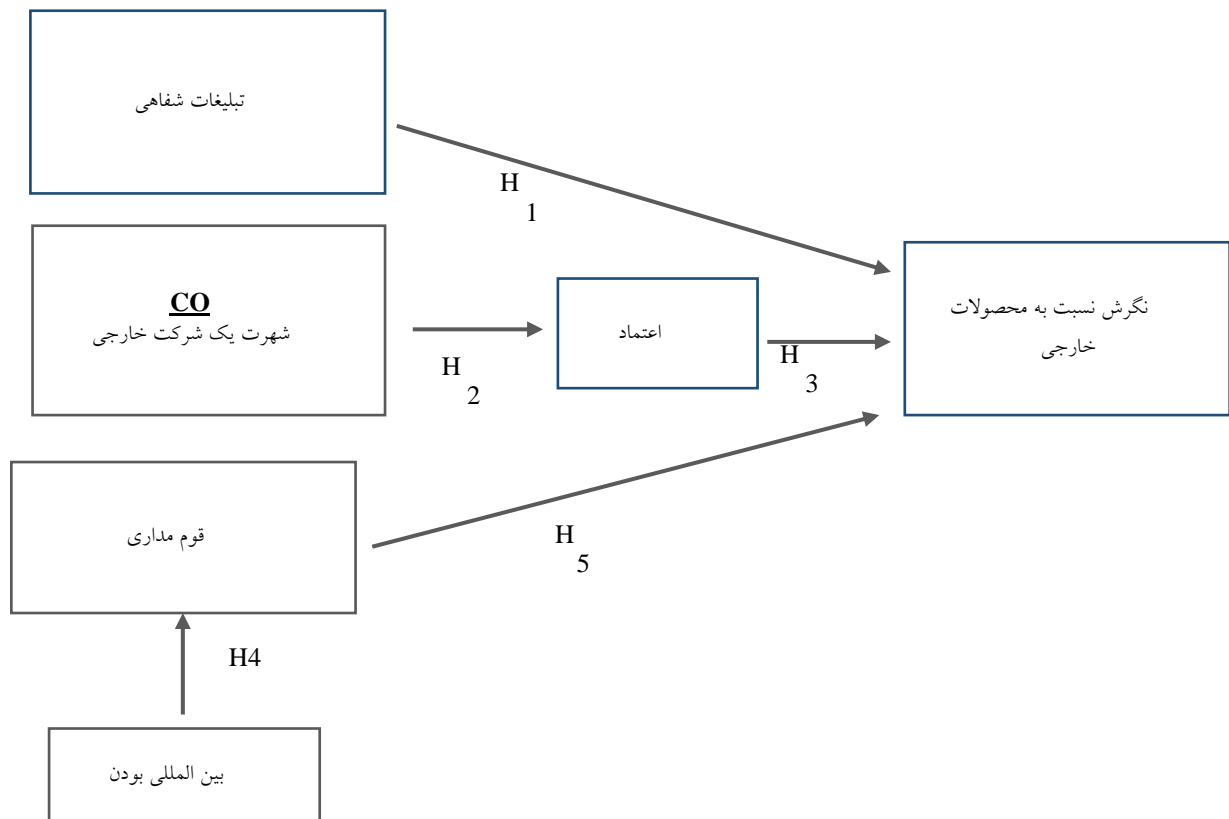 تبلیغات شفاهی
H
1
CO
شهرت یک شرکت خارجی
H
2
اعتماد
H
3
نگرش نسبت به محصولات
خارجی
قوم مداری
H
5
H4
بین المللی بودن